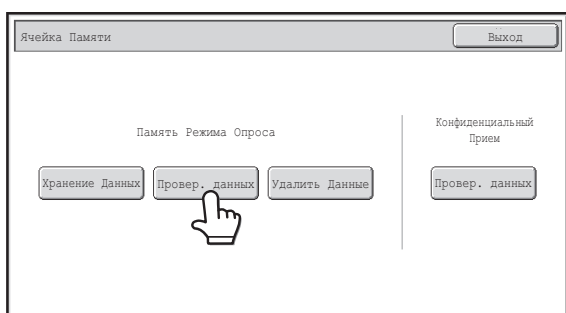 Ячейка Памяти
Выход
Память Режима Опроса
Хранение Данных
Провер. данных
Удалить Данные
Конфиденциальный
Прием
Провер. данных